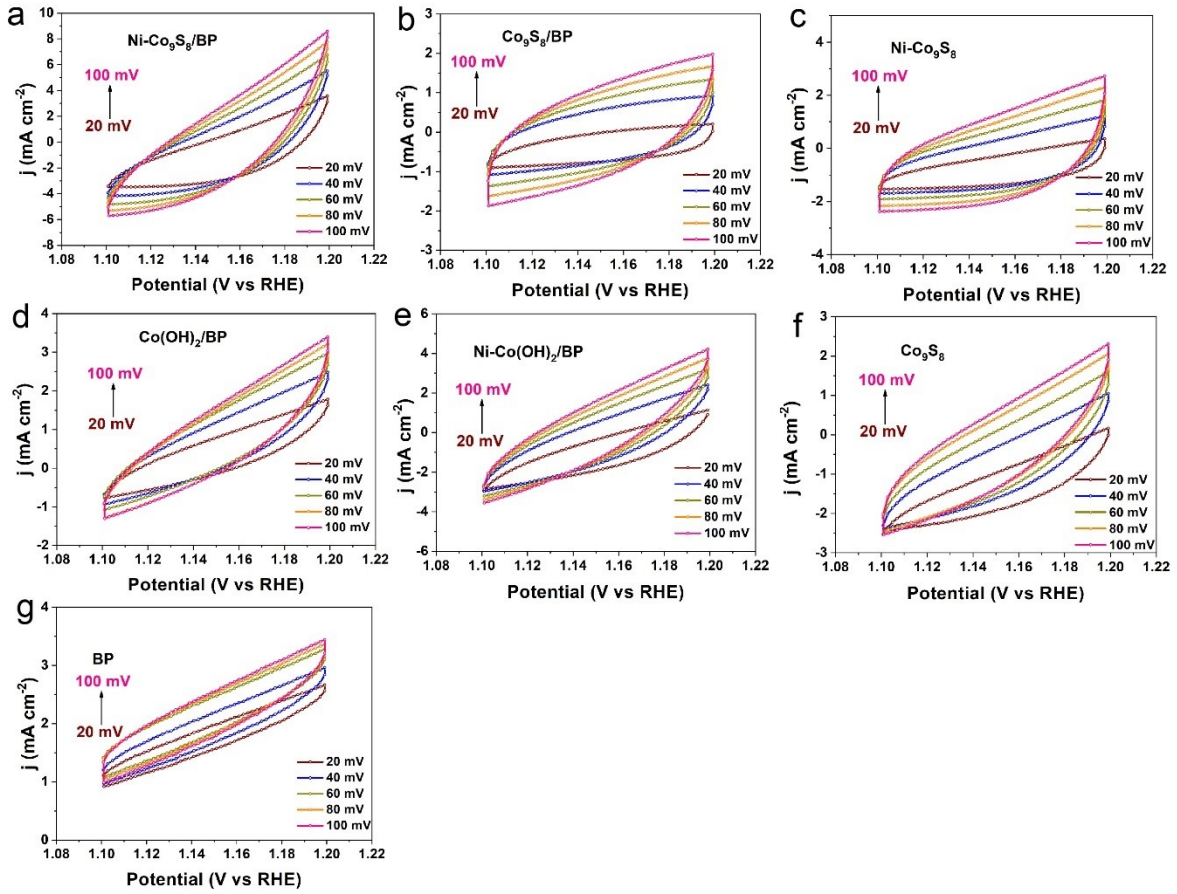 a
Ni-Co₉S₈/BP
100 mV
20 mV
j (mA cm⁻²)
8
6
4
2
0
-2
-4
-6
-8
1.08 1.10 1.12 1.14 1.16 1.18 1.20 1.22
Potential (V vs RHE)
20 mV
40 mV
60 mV
80 mV
100 mV
b
Co₉S₈/BP
100 mV
20 mV
j (mA cm⁻²)
3
2
1
0
-1
-2
-3
1.08 1.10 1.12 1.14 1.16 1.18 1.20 1.22
Potential (V vs RHE)
20 mV
40 mV
60 mV
80 mV
100 mV
c
Ni-Co₉S₈
100 mV
20 mV
j (mA cm⁻²)
5
3
0
-2
-4
1.08 1.10 1.12 1.14 1.16 1.18 1.20 1.22
Potential (V vs RHE)
20 mV
40 mV
60 mV
80 mV
100 mV
d
Co(OH)₂/BP
100 mV
20 mV
j (mA cm⁻²)
4
3
2
1
0
-1
-2
1.08 1.10 1.12 1.14 1.16 1.18 1.20 1.22
Potential (V vs RHE)
20 mV
40 mV
60 mV
80 mV
100 mV
e
Ni-Co(OH)₂/BP
100 mV
20 mV
j (mA cm⁻²)
6
4
2
0
-2
-4
-6
1.08 1.10 1.12 1.14 1.16 1.18 1.20 1.22
Potential (V vs RHE)
20 mV
40 mV
60 mV
80 mV
100 mV
f
Co₉S₈
100 mV
20 mV
j (mA cm⁻²)
3
2
1
0
-1
-2
-3
1.08 1.10 1.12 1.14 1.16 1.18 1.20 1.22
Potential (V vs RHE)
20 mV
40 mV
60 mV
80 mV
100 mV
g
BP
100 mV
20 mV
j (mA cm⁻²)
4
3
2
1
0
1.08 1.10 1.12 1.14 1.16 1.18 1.20 1.22
Potential (V vs RHE)
20 mV
40 mV
60 mV
80 mV
100 mV